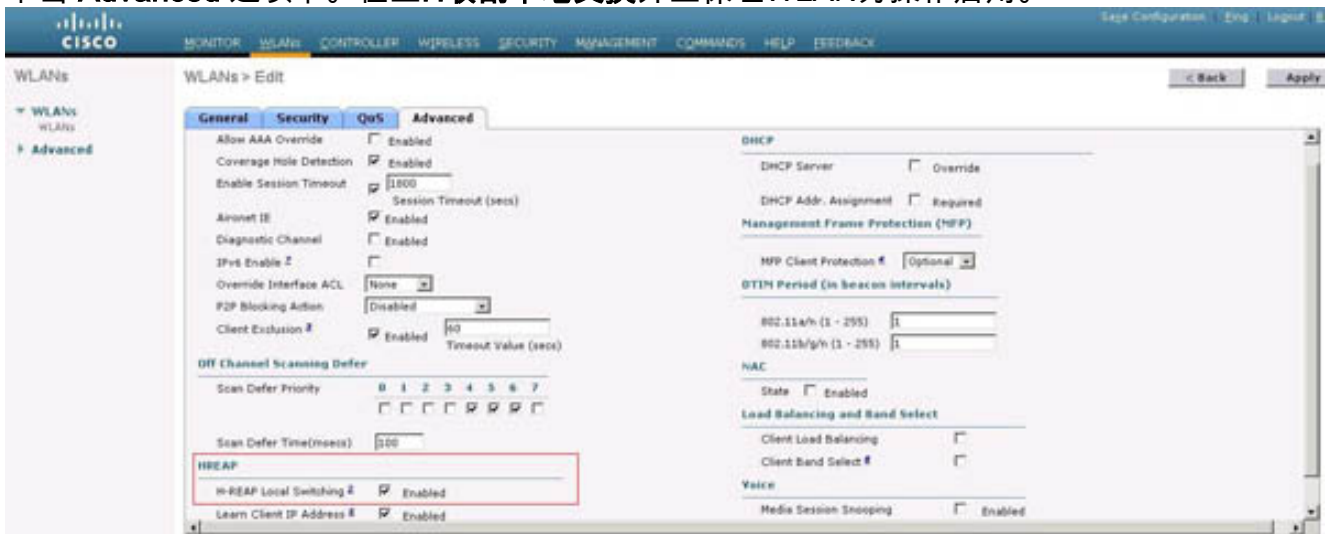 CISCO
Save Configuration Ping Logout
MONITOR WLANs CONTROLLER WIRELESS SECURITY MANAGEMENT COMMANDS HELP FEEDBACK
WLANs
WLANs > Edit
< Back
Apply
WLANs
WLANs
Advanced
General Security QoS Advanced
Allow AAA Override Enabled
Coverage Hole Detection Enabled
Enable Session Timeout 1800
Session Timeout (secs)
Aironet IE Enabled
Diagnostic Channel Enabled
IPv6 Enable
Override Interface ACL None
P2P Blocking Action Disabled
Client Exclusion Enabled 60
Timeout Value (secs)
Off Channel Scanning Defer
Scan Defer Priority 0 1 2 3 4 5 6 7
Scan Defer Time(msecs) 100
HREAP
H-REAP Local Switching 2 Enabled
Learn Client IP Address Enabled
DHCP
DHCP Server Override
DHCP Addr. Assignment Required
Management Frame Protection (MFP)
MFP Client Protection Optional
DTIM Period (in beacon intervals)
802.11a/n (1 - 255) 1
802.11b/g/n (1 - 255) 1
NAC
State Enabled
Load Balancing and Band Select
Client Load Balancing
Client Band Select
Voice
Media Session Snooping Enabled